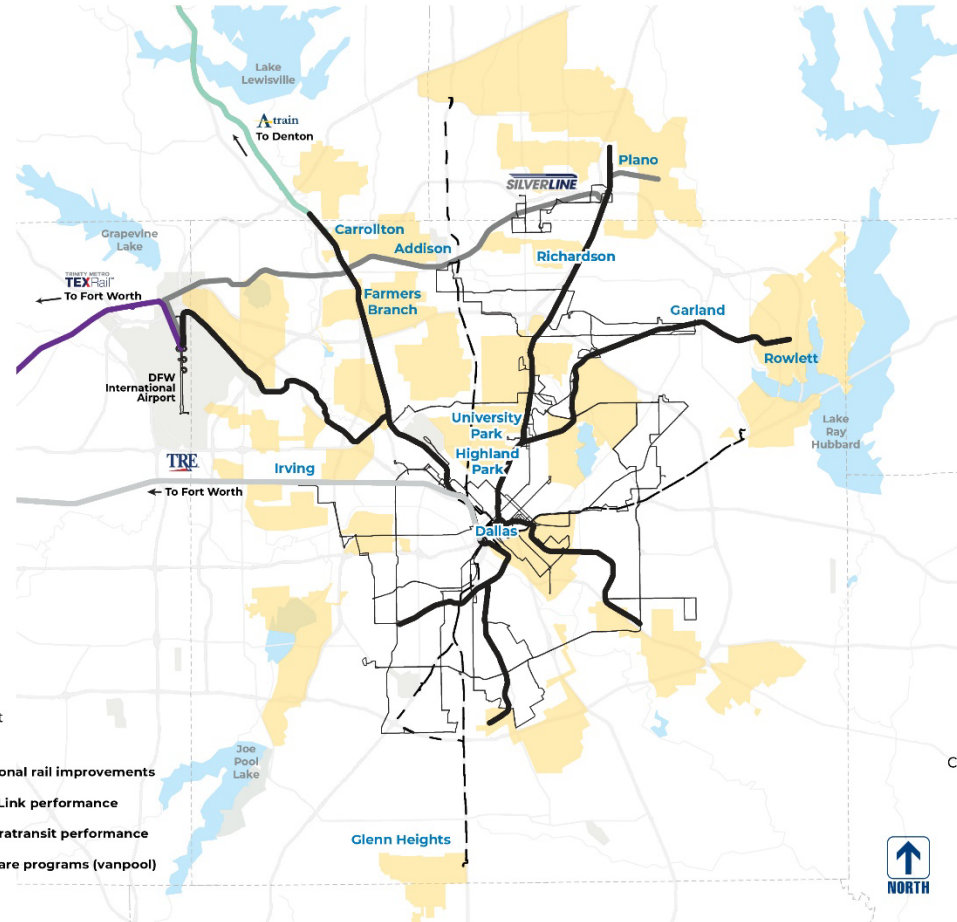 Lake
Lewisville
A train
To Denton
Plano
SILVERLINE
Grapevine
Lake
Carrollton
Addison
Richardson
TRINITY METRO
TEXRail
To Fort Worth
Farmers
Branch
Garland
Rowlett
DFW
International
Airport
University
Park
Highland
Park
Lake
Ray
Hubbard
TRE
Irving
To Fort Worth
Dallas
t
Joe
Pool
Lake
onal rail improvements
C
Link performance
ratransit performance
are programs (vanpool)
Glenn Heights
NORTH